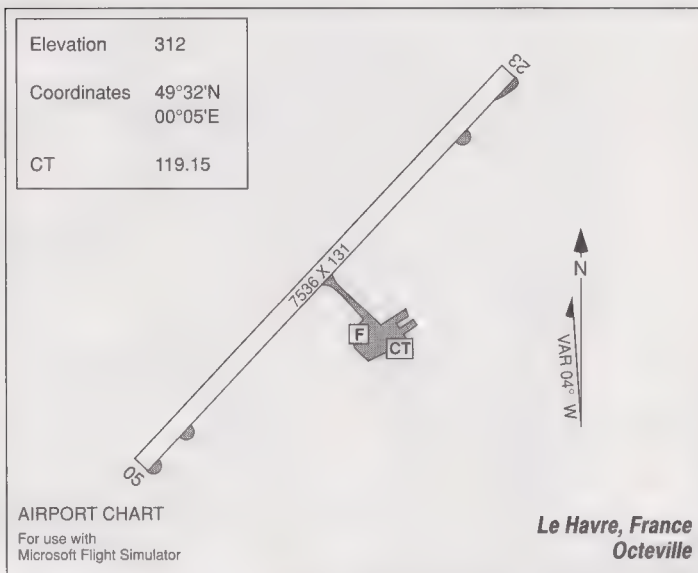 Elevation 312
Coordinates 49°32'N
00°05'E
CT 119.15
23
7536 X 131
F
CT
N
VAR 04° W
05
AIRPORT CHART
For use with
Microsoft Flight Simulator
Le Havre, France
Octeville